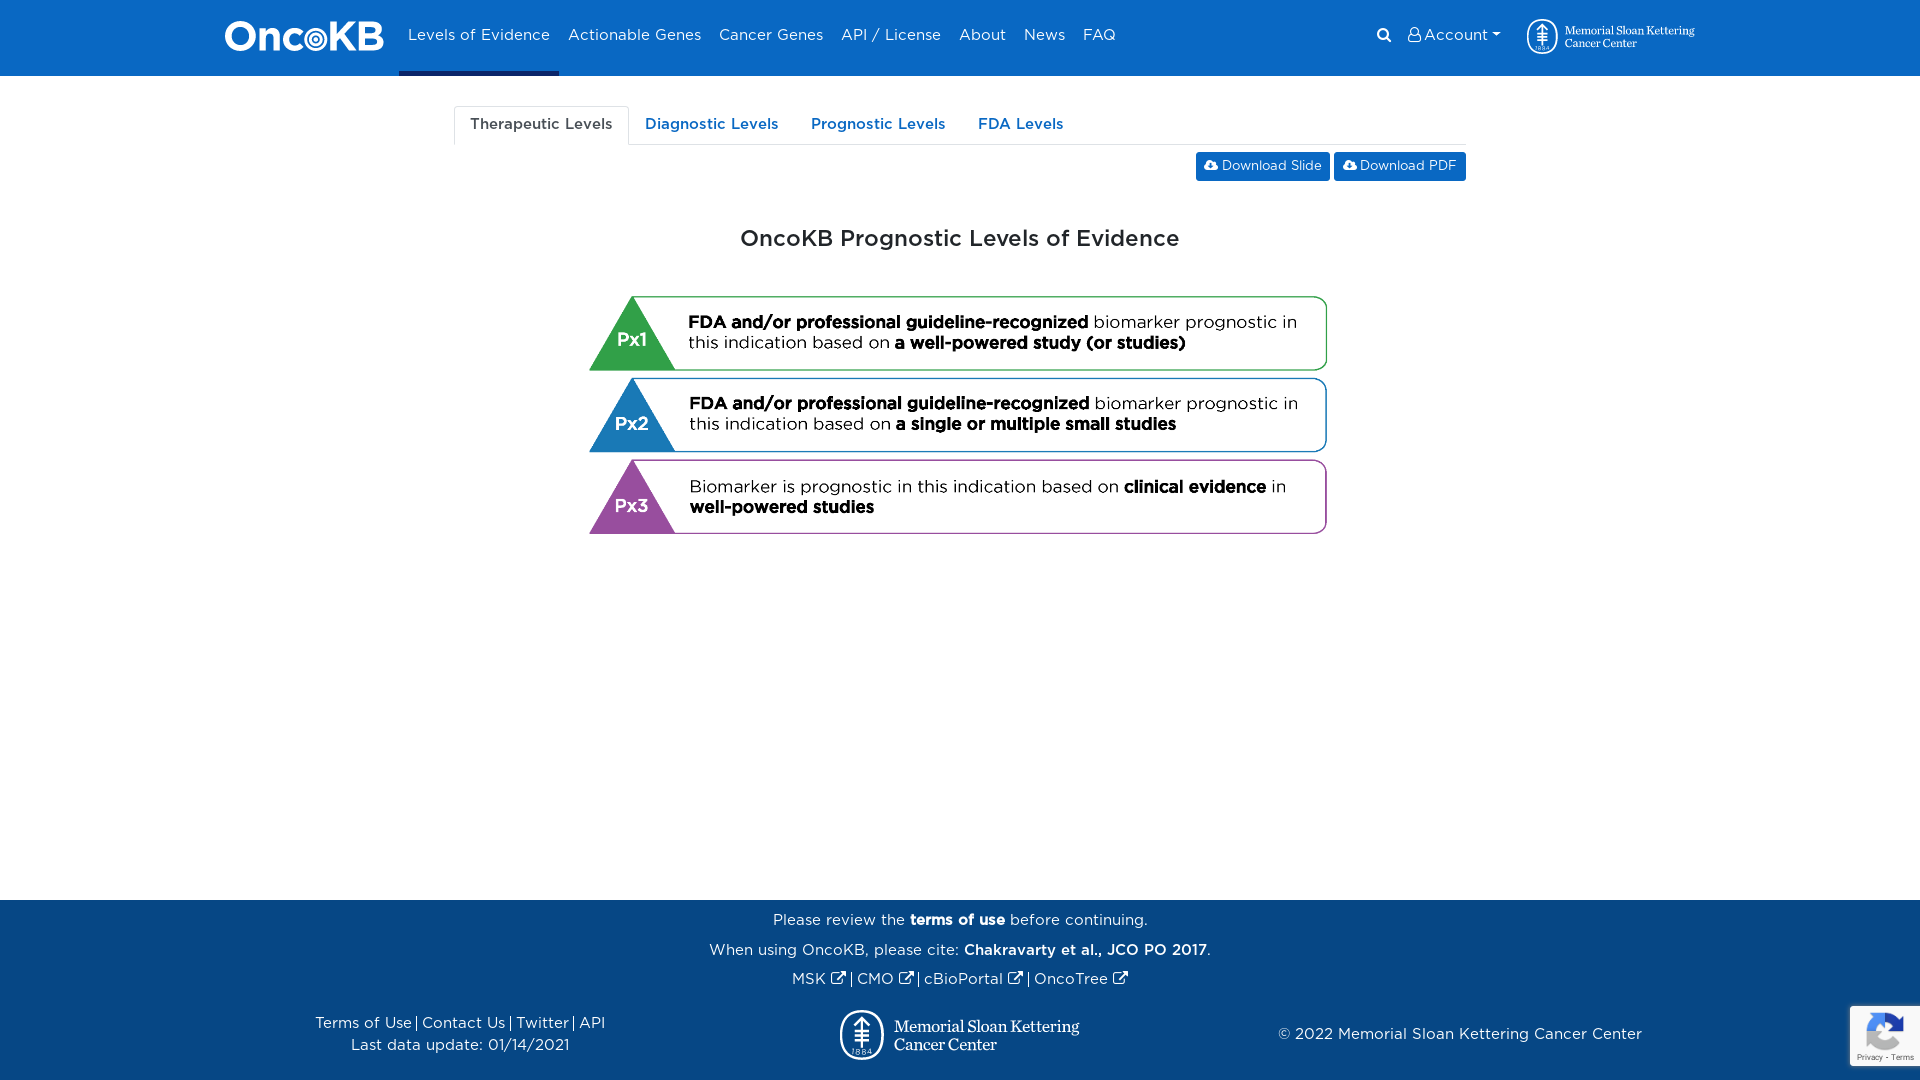 OncoKB Levels of Evidence Actionable Genes Cancer Genes API / License About News FAQ Account Memorial Sloan Kettering
Cancer Center
1884
Therapeutic Levels Diagnostic Levels Prognostic Levels FDA Levels
Download Slide Download PDF
OncoKB Prognostic Levels of Evidence
Px1
FDA and/or professional guideline-recognized biomarker prognostic in
this indication based on a well-powered study (or studies)
Px2
FDA and/or professional guideline-recognized biomarker prognostic in
this indication based on a single or multiple small studies
Px3
Biomarker is prognostic in this indication based on clinical evidence in
well-powered studies
Please review the terms of use before continuing.
When using OncoKB, please cite: Chakravarty et al., JCO PO 2017.
MSK | CMO | cBioPortal | OncoTree
Terms of Use | Contact Us | Twitter | API
Last data update: 01/14/2021
1884
Memorial Sloan Kettering
Cancer Center
© 2022 Memorial Sloan Kettering Cancer Center
Privacy - Terms